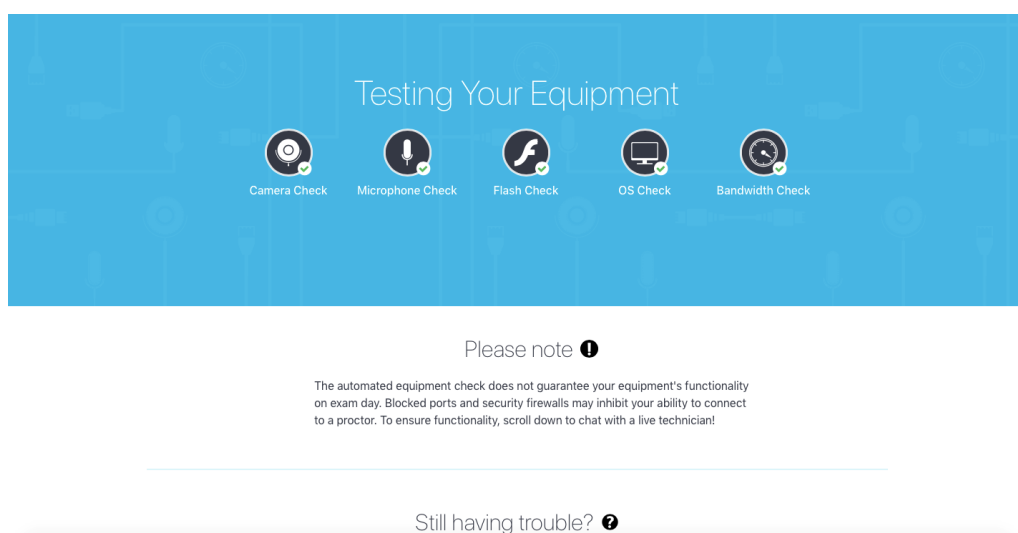 Testing Your Equipment
Camera Check
Microphone Check
Flash Check
OS Check
Bandwidth Check
Please note
The automated equipment check does not guarantee your equipment's functionality
on exam day. Blocked ports and security firewalls may inhibit your ability to connect
to a proctor. To ensure functionality, scroll down to chat with a live technician!
Still having trouble?